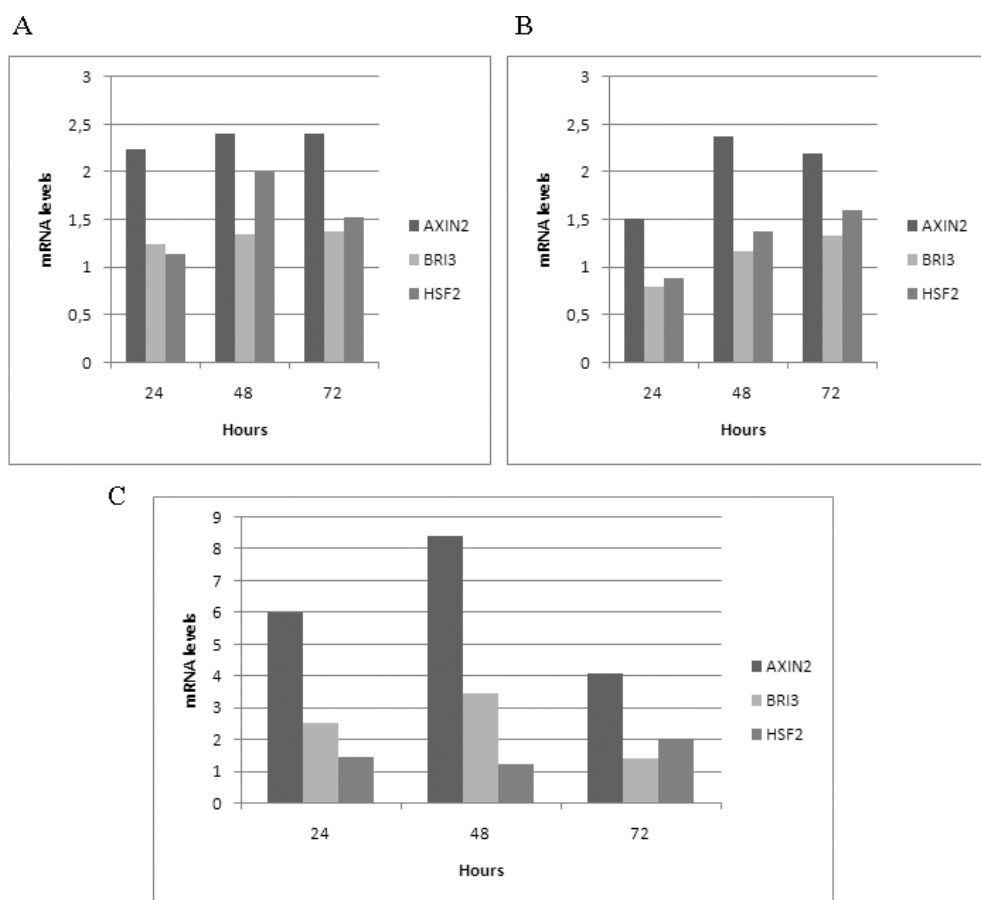 A
mRNA levels
3
2,5
2
1,5
1
0,5
0
24
48
72
Hours
AXIN2
BRI3
HSF2
B
mRNA levels
3
2,5
2
1,5
1
0,5
0
24
48
72
Hours
AXIN2
BRI3
HSF2
C
mRNA levels
9
8
7
6
5
4
3
2
1
0
24
48
72
Hours
AXIN2
BRI3
HSF2